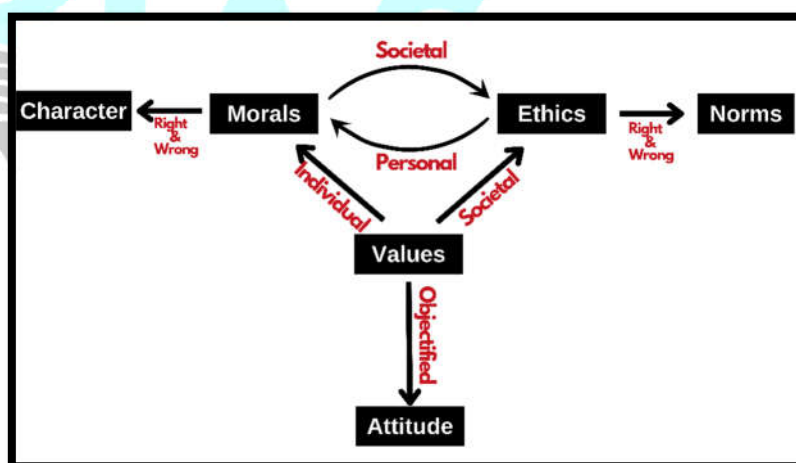 Societal
Character
Morals
Ethics
Norms
Right
&
Wrong
Right
&
Wrong
Personal
Individual
Societal
Values
Objectified
Attitude